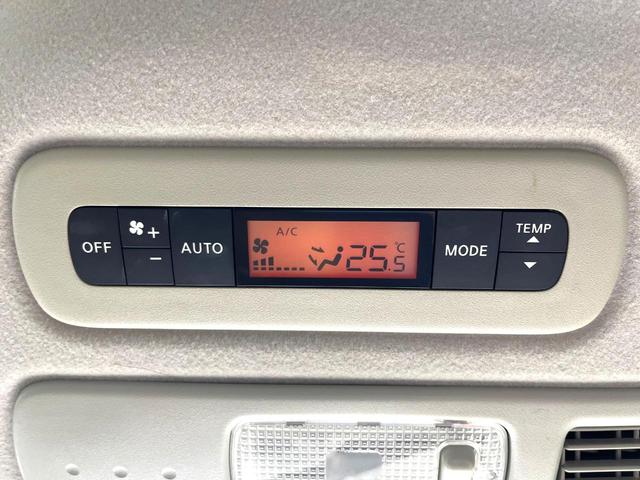 OFF
+
-
AUTO
A/C
25.5
°C
MODE
TEMP